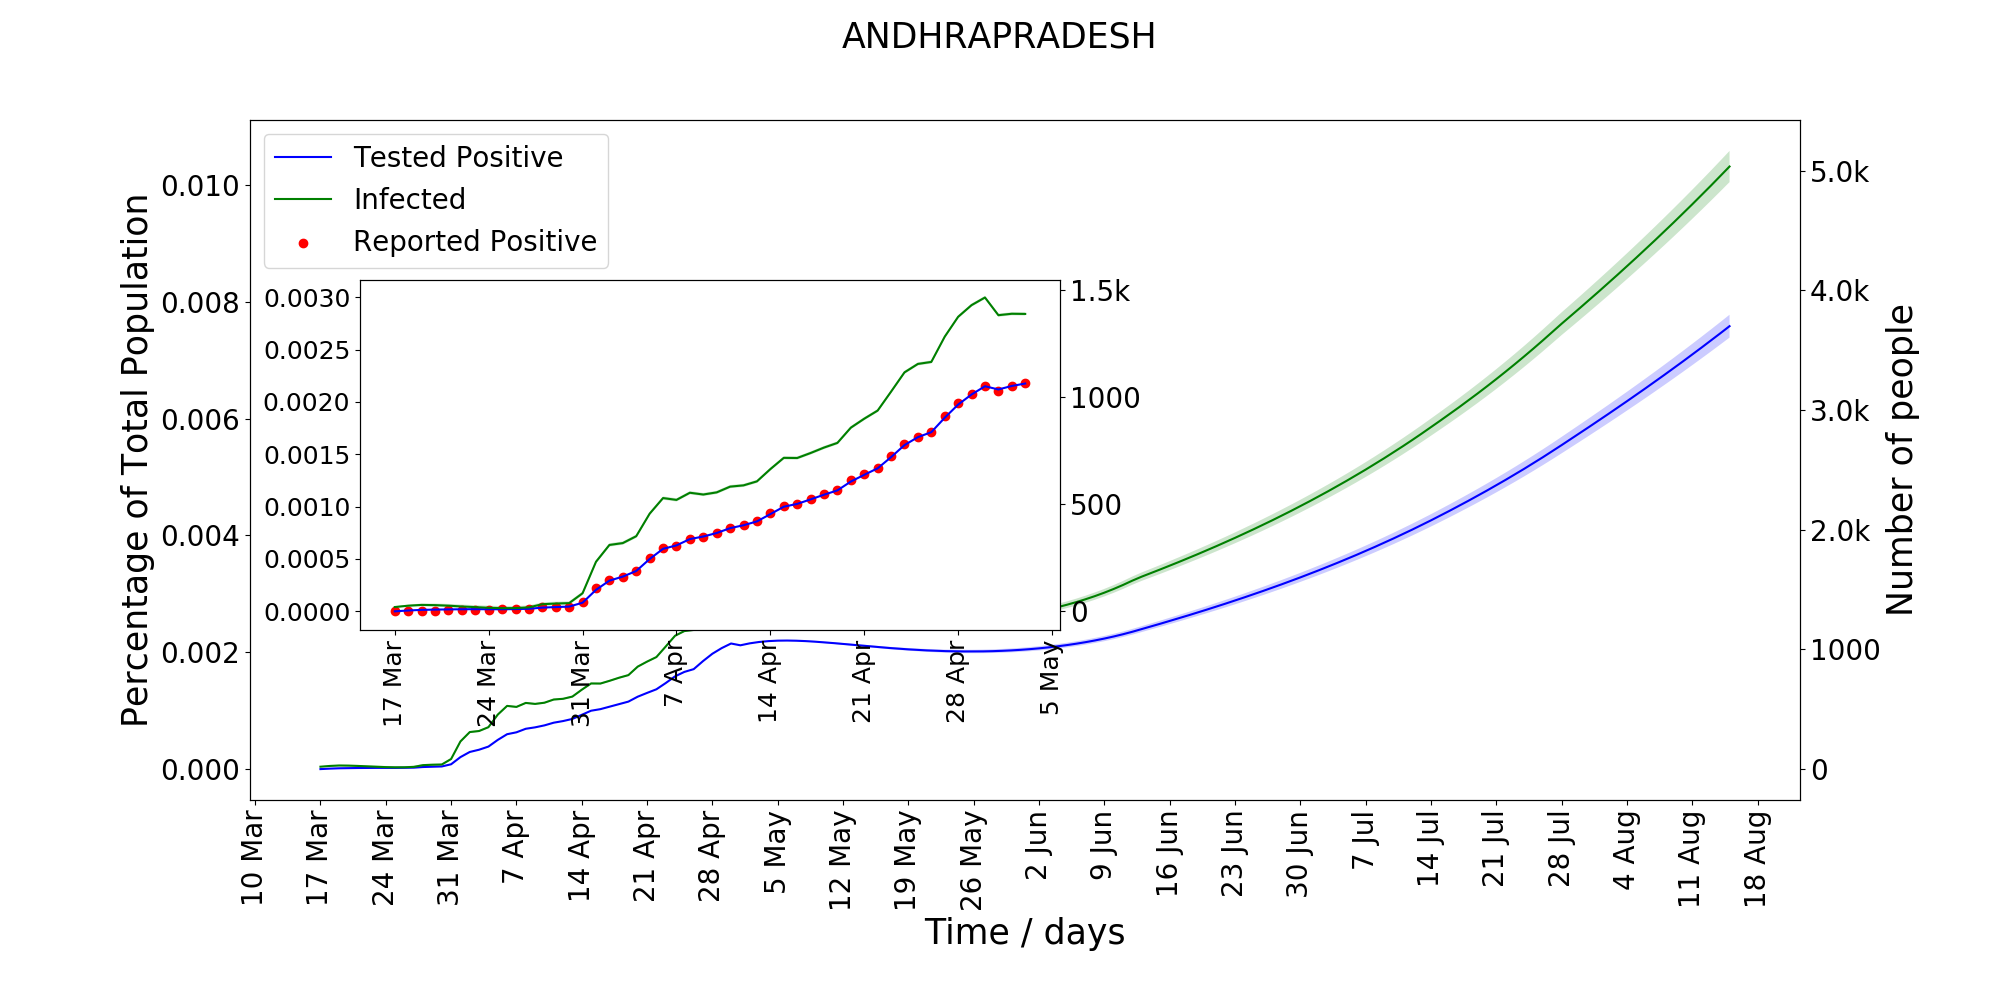 ANDHRAPRADESH
Tested Positive
Infected
Reported Positive
Percentage of Total Population
0.010
0.008
0.006
0.004
0.002
0.000
5.0k
4.0k
3.0k
2.0k
1000
0
Number of people
0.0030
0.0025
0.0020
0.0015
0.0010
0.0005
0.0000
1.5k
1000
500
0
17 Mar
24 Mar
31 Mar
7 Apr
14 Apr
21 Apr
28 Apr
5 May
10 Mar
17 Mar
24 Mar
31 Mar
7 Apr
14 Apr
21 Apr
28 Apr
5 May
12 May
19 May
26 May
2 Jun
9 Jun
16 Jun
23 Jun
30 Jun
7 Jul
14 Jul
21 Jul
28 Jul
4 Aug
11 Aug
18 Aug
Time / days